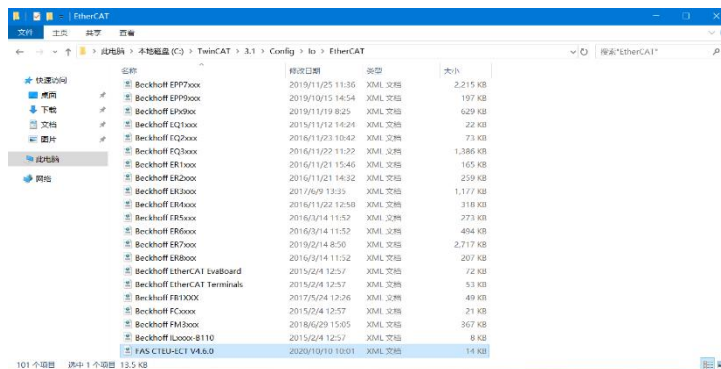 EtherCAT
文件 主页 共享 查看
此电脑 > 本地磁盘 (C:) > TwinCAT > 3.1 > Config > Io > EtherCAT 搜索"EtherCAT"
名称 修改日期 类型 大小
快速访问
桌面
下载
文档
图片
此电脑
网络
Beckhoff EPP7xxx 2019/11/25 11:36 XML 文档 2,215 KB
Beckhoff EPP9xxx 2019/10/15 14:54 XML 文档 197 KB
Beckhoff EPx9xx 2019/11/19 8:25 XML 文档 629 KB
Beckhoff EQ1xxx 2015/11/12 14:24 XML 文档 22 KB
Beckhoff EQ2xxx 2016/11/23 10:42 XML 文档 73 KB
Beckhoff EQ3xxx 2016/11/22 11:22 XML 文档 1,386 KB
Beckhoff ER1xxx 2016/11/21 15:46 XML 文档 165 KB
Beckhoff ER2xxx 2016/11/21 14:32 XML 文档 259 KB
Beckhoff ER3xxx 2017/6/9 13:35 XML 文档 1,177 KB
Beckhoff ER4xxx 2016/11/22 12:58 XML 文档 318 KB
Beckhoff ER5xxx 2016/3/14 11:52 XML 文档 273 KB
Beckhoff ER6xxx 2016/3/14 11:52 XML 文档 494 KB
Beckhoff ER7xxx 2019/2/14 8:50 XML 文档 2,717 KB
Beckhoff ER8xxx 2016/3/14 11:52 XML 文档 207 KB
Beckhoff EtherCAT EvaBoard 2015/2/4 12:57 XML 文档 72 KB
Beckhoff EtherCAT Terminals 2015/2/4 12:57 XML 文档 53 KB
Beckhoff FB1XXX 2017/5/24 12:26 XML 文档 49 KB
Beckhoff FCxxxx 2015/2/4 12:57 XML 文档 21 KB
Beckhoff FM3xxx 2018/6/29 15:05 XML 文档 367 KB
Beckhoff ILxxxx-B110 2015/2/4 12:57 XML 文档 8 KB
FAS CTEU-ECT V4.6.0 2020/10/10 10:01 XML 文档 14 KB
101 个项目 选中 1 个项目 13.5 KB